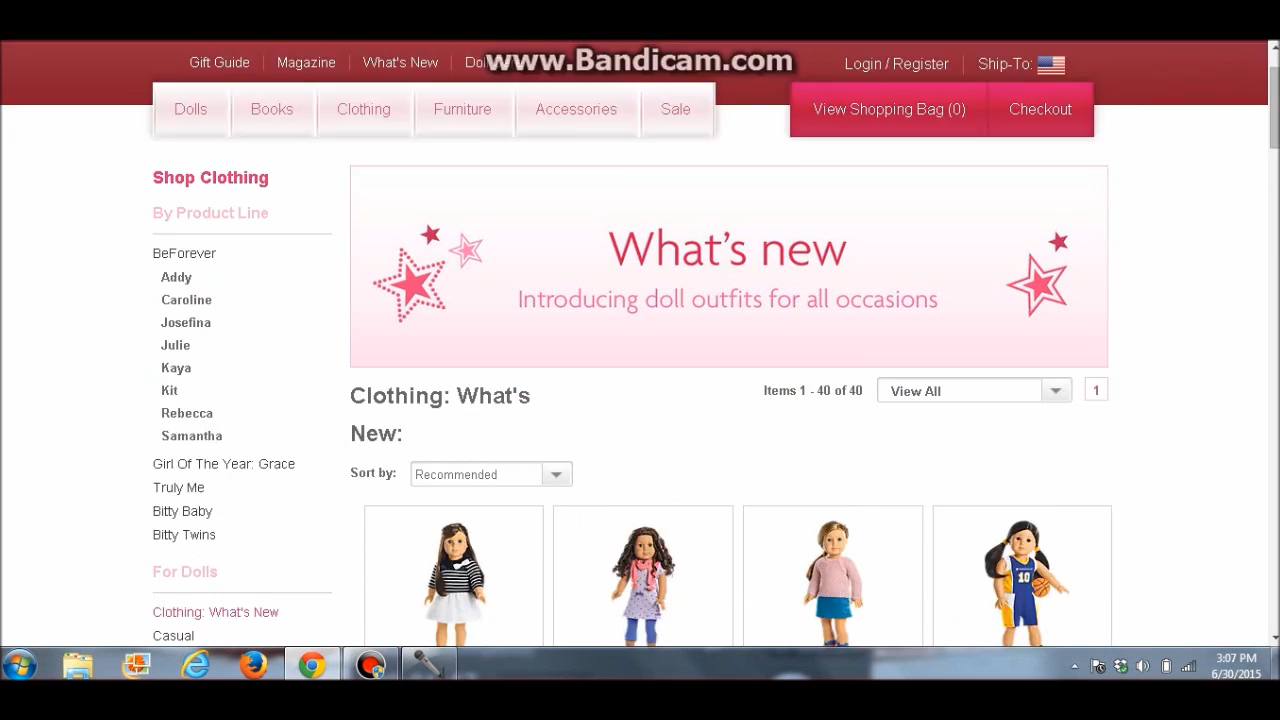 www.Bandicam.com
Gift Guide
Magazine
What's New
Login / Register
Ship-To:
Dolls
Books
Clothing
Furniture
Accessories
Sale
View Shopping Bag (0)
Checkout
Shop Clothing
By Product Line
BeForever
Addy
Caroline
Josefina
Julie
Kaya
Kit
Rebecca
Samantha
Girl Of The Year: Grace
Truly Me
Bitty Baby
Bitty Twins
For Dolls
Clothing: What's New
Casual
What's new
Introducing doll outfits for all occasions
Clothing: What's
New:
Items 1 - 40 of 40
View All
1
Sort by:
Recommended
10
3:07 PM
6/30/2015